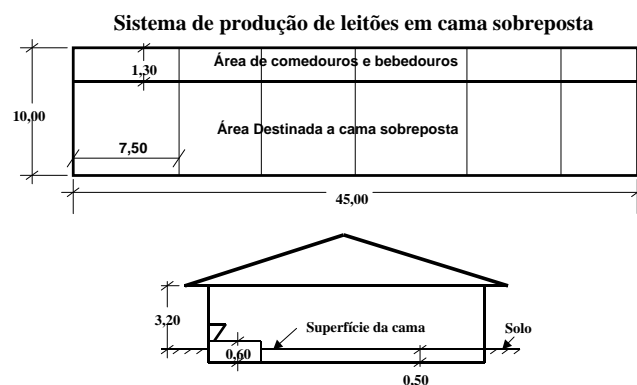 Sistema de produção de leitões em cama sobreposta
Área de comedouros e bebedouros
1,30
10,00
Área Destinada a cama sobreposta
7,50
45,00
3,20
Superfície da cama
Solo
0,60
0,50